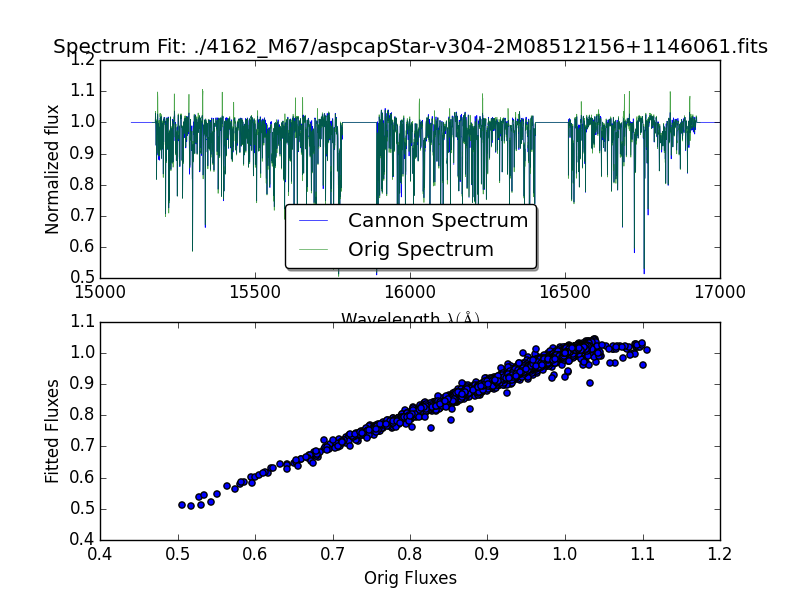 Spectrum Fit: ./4162_M67/aspcapStar-v304-2M08512156+1146061.fits
1.2
1.1
1.0
0.9
0.8
0.7
0.6
0.5
Normalized flux
Cannon Spectrum
Orig Spectrum
15000 15500 16000 16500 17000
Wavelength λ(Å)
1.1
1.0
0.9
0.8
0.7
0.6
0.5
0.4
Fitted Fluxes
0.4 0.5 0.6 0.7 0.8 0.9 1.0 1.1 1.2
Orig Fluxes